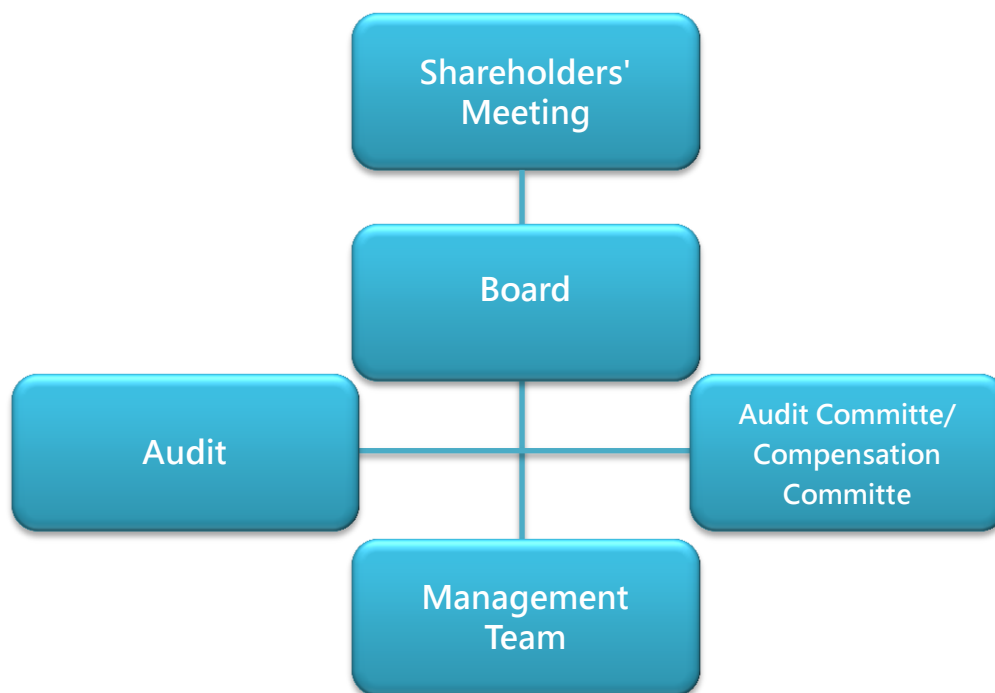 Shareholders'
Meeting
Board
Audit
Audit Committe/
Compensation
Committe
Management
Team